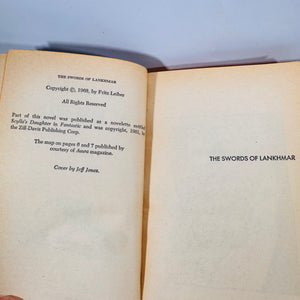 THE SWORDS OF LANKHMAR
Copyright ©, 1968, by Fritz Leiber
All Rights Reserved
Part of this novel was published as a novelette entitled
Scylla's Daughter in Fantastic and was copyright, 1961, by
the Ziff-Davis Publishing Corp.
The map on pages 6 and 7 published by
courtesy of Amra magazine.
Cover by Jeff Jones.
THE SWORDS OF LANKHMAR